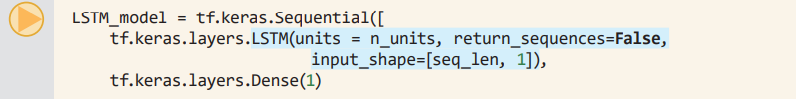 LSTM_model = tf.keras.Sequential([
tf.keras.layers.LSTM(units = n_units, return_sequences=False,
input_shape=[seq_len, 1]),
tf.keras.layers.Dense(1)